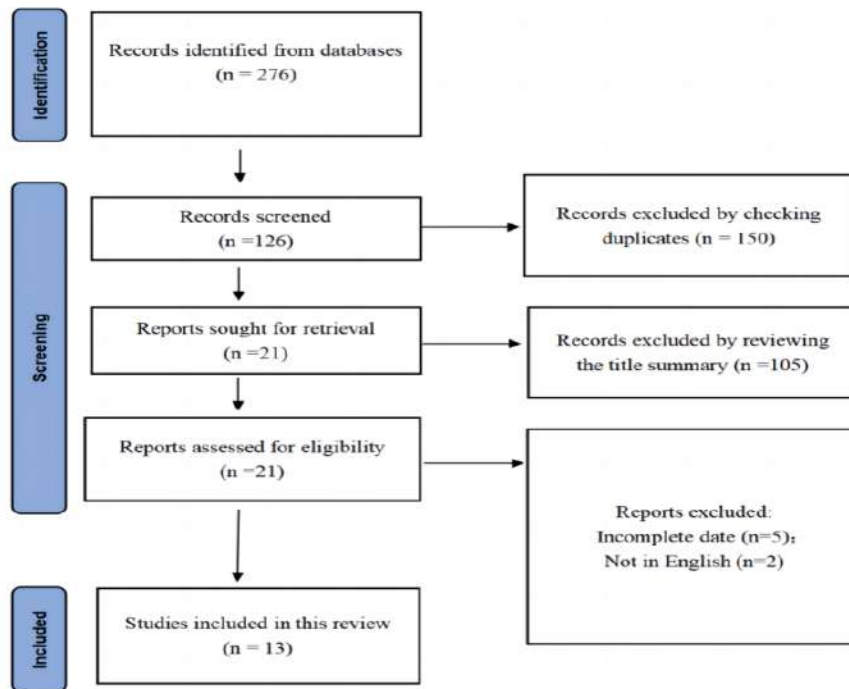 Identification
Records identified from databases
(n = 276)
Screening
Records screened
(n =126)
Records excluded by checking
duplicates (n = 150)
Reports sought for retrieval
(n =21)
Records excluded by reviewing
the title summary (n =105)
Reports assessed for eligibility
(n =21)
Reports excluded:
Incomplete date (n=5);
Not in English (n=2)
Included
Studies included in this review
(n = 13)